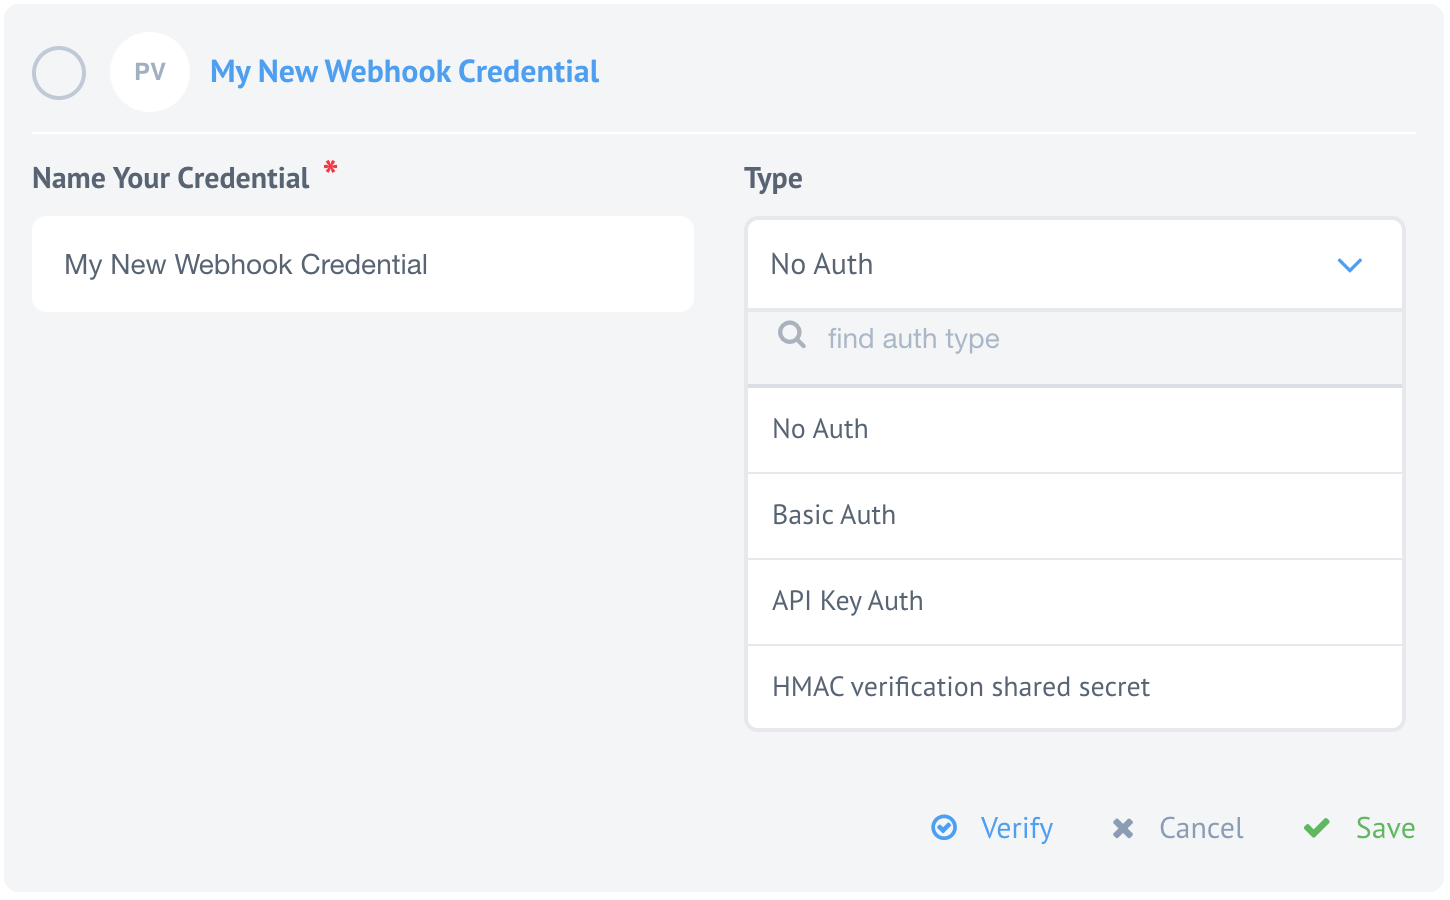 PV
My New Webhook Credential
Name Your Credential *
My New Webhook Credential
Type
No Auth
find auth type
No Auth
Basic Auth
API Key Auth
HMAC verification shared secret
Verify
Cancel
Save